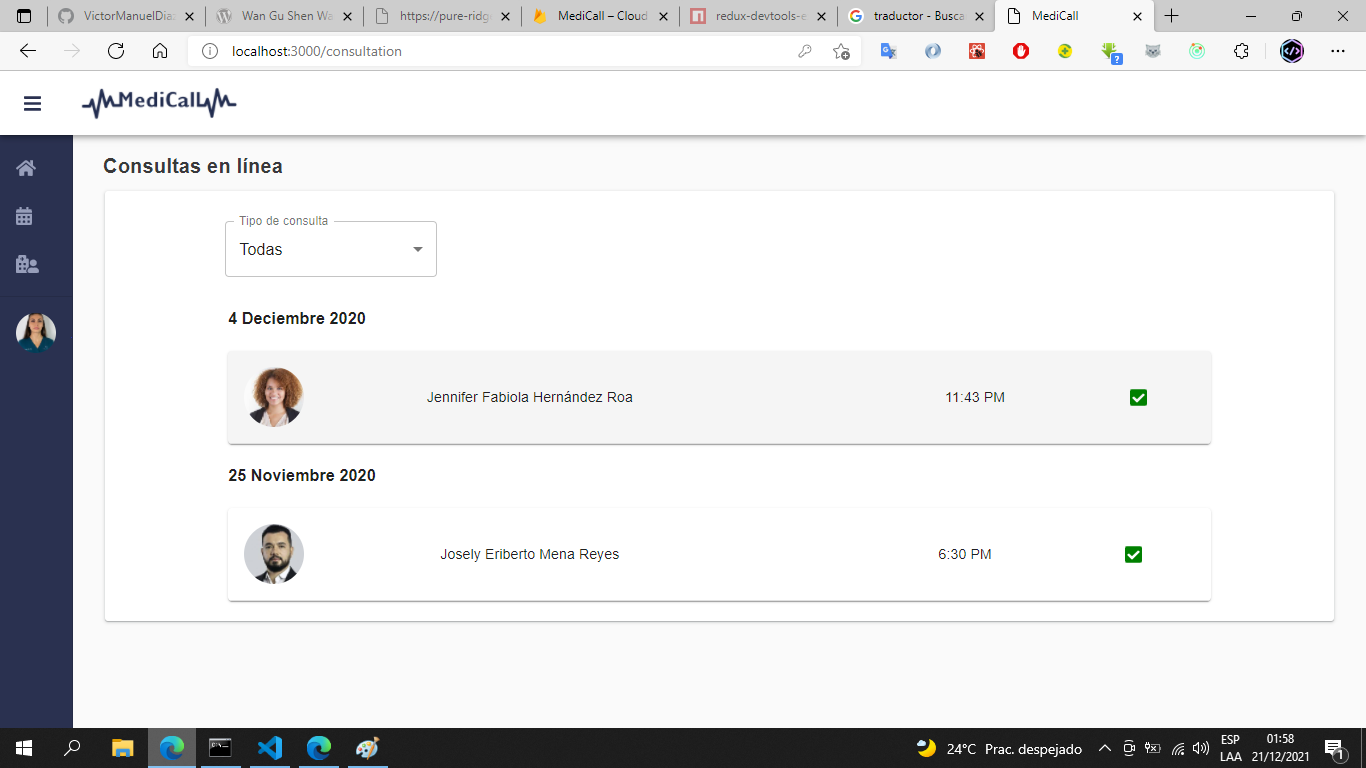 VictorManuelDia
Wan Gu Shen Wa
https://pure-ridg
MediCall – Cloud
redux-devtools-e
traductor - Busca
MediCall
localhost:3000/consultation
MediCall
Consultas en línea
Tipo de consulta
Todas
4 Deciembre 2020
Jennifer Fabiola Hernández Roa 11:43 PM
25 Noviembre 2020
Josely Eriberto Mena Reyes 6:30 PM
24°C Prac. despejado
ESP
LAA
01:58
21/12/2021
1